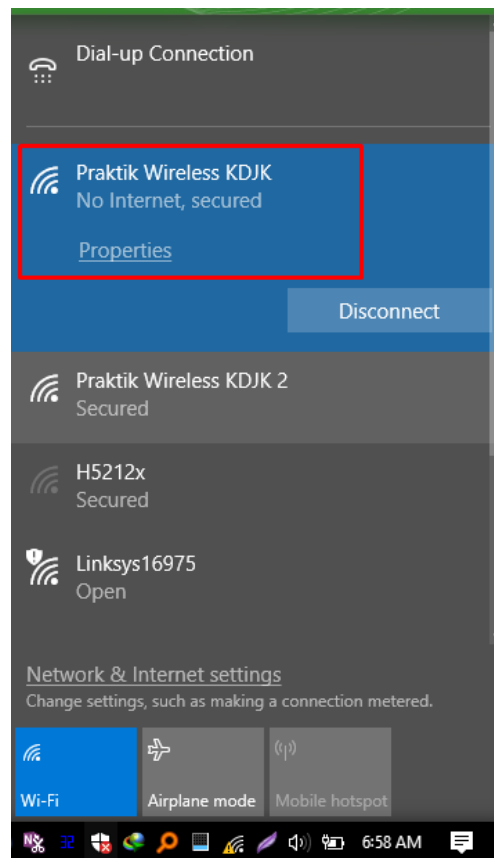 Dial-up Connection
Praktik Wireless KDJK
No Internet, secured
Properties
Disconnect
Praktik Wireless KDJK 2
Secured
H5212x
Secured
Linksys16975
Open
Network & Internet settings
Change settings, such as making a connection metered.
Wi-Fi
Airplane mode
Mobile hotspot
32
6:58 AM